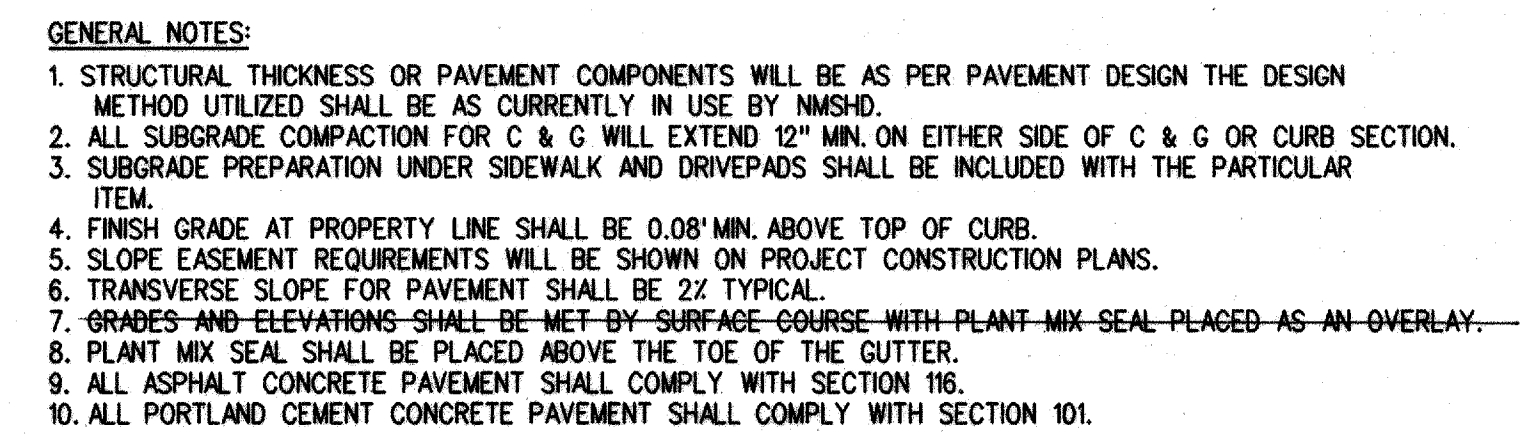 GENERAL NOTES:
1. STRUCTURAL THICKNESS OR PAVEMENT COMPONENTS WILL BE AS PER PAVEMENT DESIGN THE DESIGN
METHOD UTILIZED SHALL BE AS CURRENTLY IN USE BY NMSHD.
2. ALL SUBGRADE COMPACTION FOR C & G WILL EXTEND 12" MIN. ON EITHER SIDE OF C & G OR CURB SECTION.
3. SUBGRADE PREPARATION UNDER SIDEWALK AND DRIVEPADS SHALL BE INCLUDED WITH THE PARTICULAR
ITEM.
4. FINISH GRADE AT PROPERTY LINE SHALL BE 0.08' MIN. ABOVE TOP OF CURB.
5. SLOPE EASEMENT REQUIREMENTS WILL BE SHOWN ON PROJECT CONSTRUCTION PLANS.
6. TRANSVERSE SLOPE FOR PAVEMENT SHALL BE 2% TYPICAL.
7. GRADES AND ELEVATIONS SHALL BE MET BY SURFACE COURSE WITH PLANT MIX SEAL PLACED AS AN OVERLAY.
8. PLANT MIX SEAL SHALL BE PLACED ABOVE THE TOE OF THE GUTTER.
9. ALL ASPHALT CONCRETE PAVEMENT SHALL COMPLY WITH SECTION 116.
10. ALL PORTLAND CEMENT CONCRETE PAVEMENT SHALL COMPLY WITH SECTION 101.